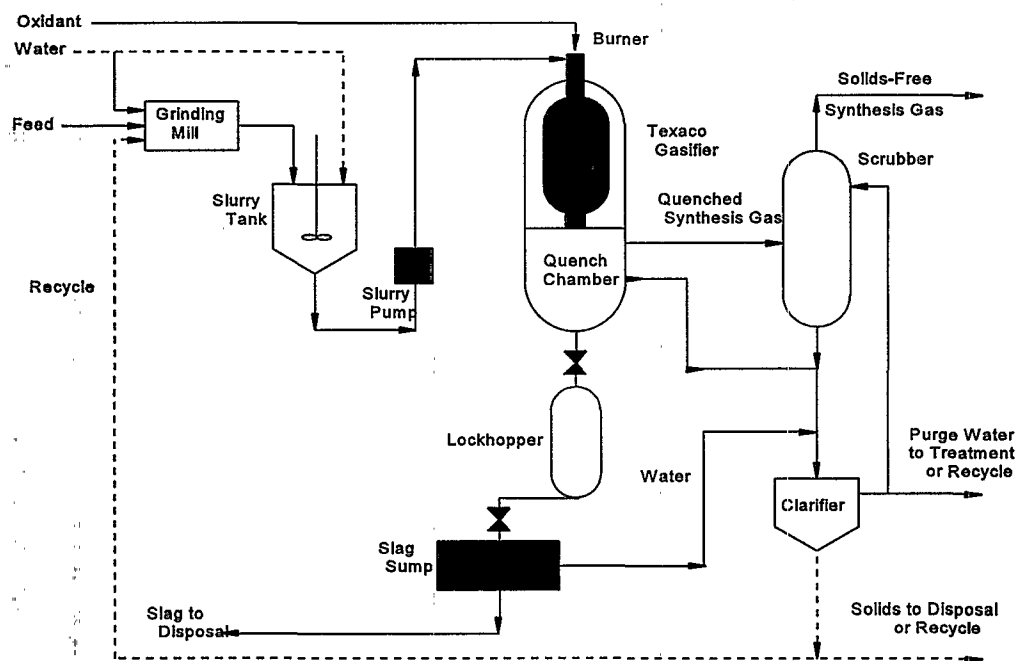 Oxidant
Water
Feed
Grinding
Mill
Slurry
Tank
Recycle
Slurry
Pump
Burner
Texaco
Gasifier
Quench
Chamber
Quenched
Synthesis Gas
Solids-Free
Synthesis Gas
Scrubber
Lockhopper
Water
Purge Water
to Treatment
or Recycle
Clarifier
Slag
Sump
Slag to
Disposal
Solids to Disposal
or Recycle